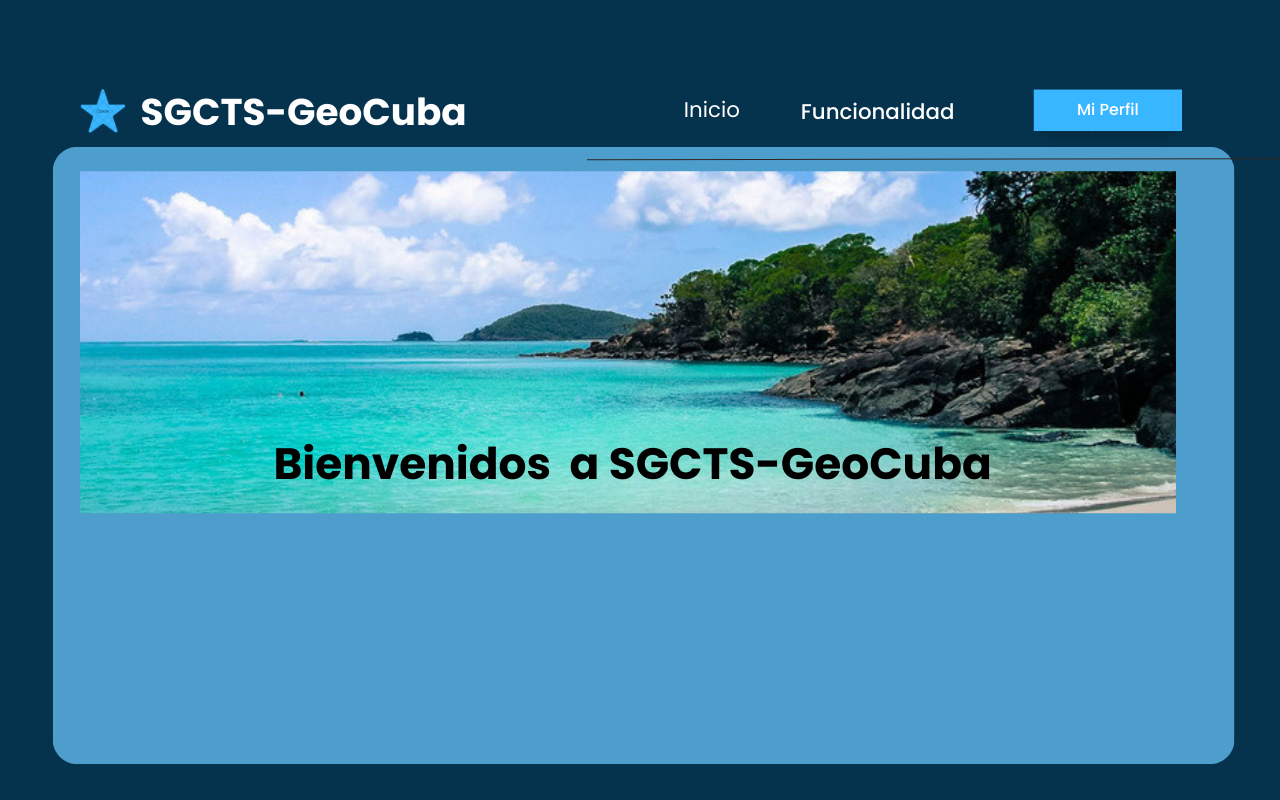 SGCTS-GeoCuba
Inicio
Funcionalidad
Mi Perfil
Bienvenidos a SGCTS-GeoCuba